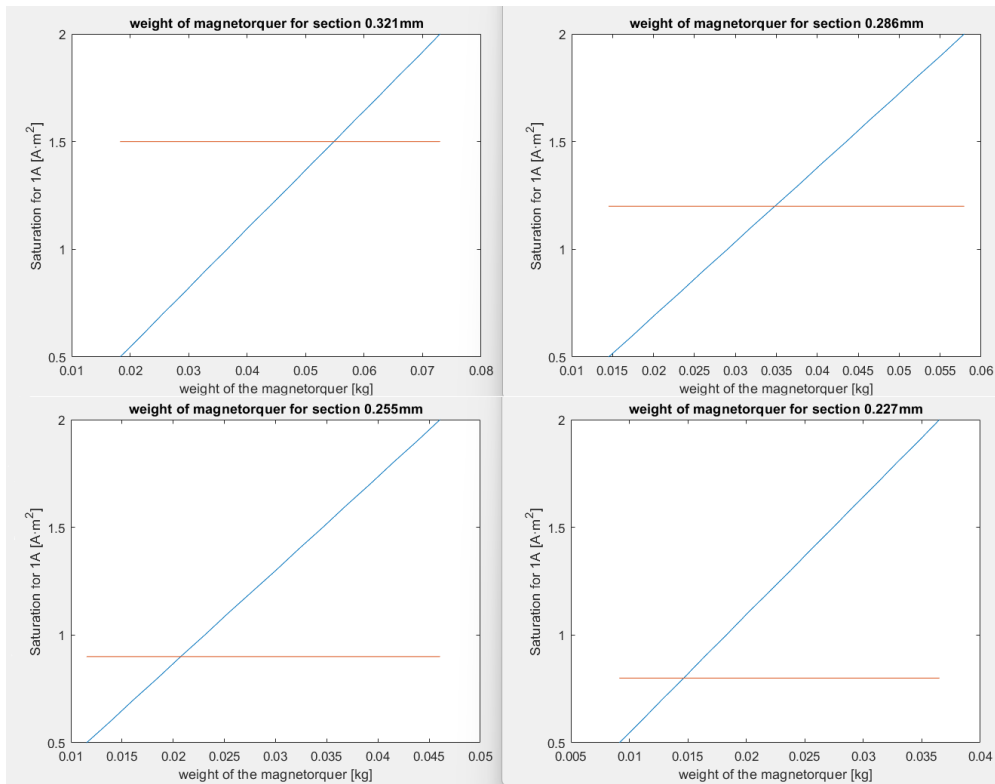 weight of magnetorquer for section 0.321mm
2
1.5
1
0.5
Saturation for 1A [A·m²]
0.01 0.02 0.03 0.04 0.05 0.06 0.07 0.08
weight of the magnetorquer [kg]
weight of magnetorquer for section 0.286mm
2
1.5
1
0.5
Saturation for 1A [A·m²]
0.01 0.015 0.02 0.025 0.03 0.035 0.04 0.045 0.05 0.055 0.06
weight of the magnetorquer [kg]
weight of magnetorquer for section 0.255mm
2
1.5
1
0.5
Saturation for 1A [A·m²]
0.01 0.015 0.02 0.025 0.03 0.035 0.04 0.045 0.05
weight of the magnetorquer [kg]
weight of magnetorquer for section 0.227mm
2
1.5
1
0.5
Saturation for 1A [A·m²]
0.005 0.01 0.015 0.02 0.025 0.03 0.035 0.04
weight of the magnetorquer [kg]